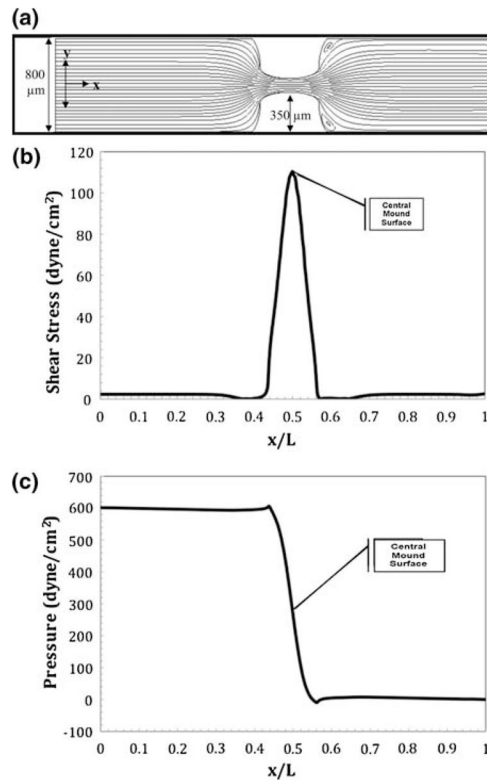 (a)
800
µm
y
x
350 µm
(b)
120
100
80
60
40
20
0
Shear Stress (dyne/cm²)
Central
Mound
Surface
0 0.1 0.2 0.3 0.4 0.5 0.6 0.7 0.8 0.9 1
x/L
(c)
700
600
500
400
300
200
100
0
-100
Pressure (dyne/cm²)
Central
Mound
Surface
0 0.1 0.2 0.3 0.4 0.5 0.6 0.7 0.8 0.9 1
x/L